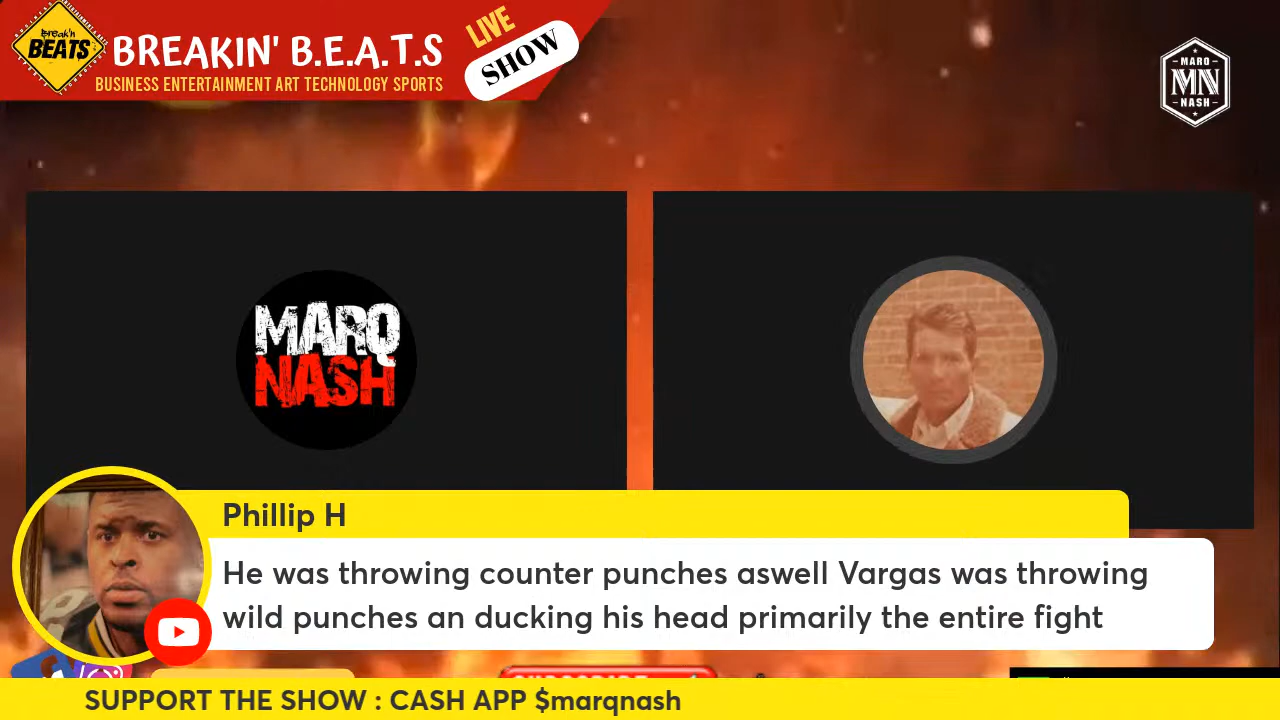 Break'n
BEATS
BREAKIN' B.E.A.T.S
BUSINESS ENTERTAINMENT ART TECHNOLOGY SPORTS
LIVE
SHOW
MARQ
MN
NASH
MARQ
NASH
Phillip H
He was throwing counter punches aswell Vargas was throwing
wild punches an ducking his head primarily the entire fight
SUPPORT THE SHOW : CASH APP $marqnash